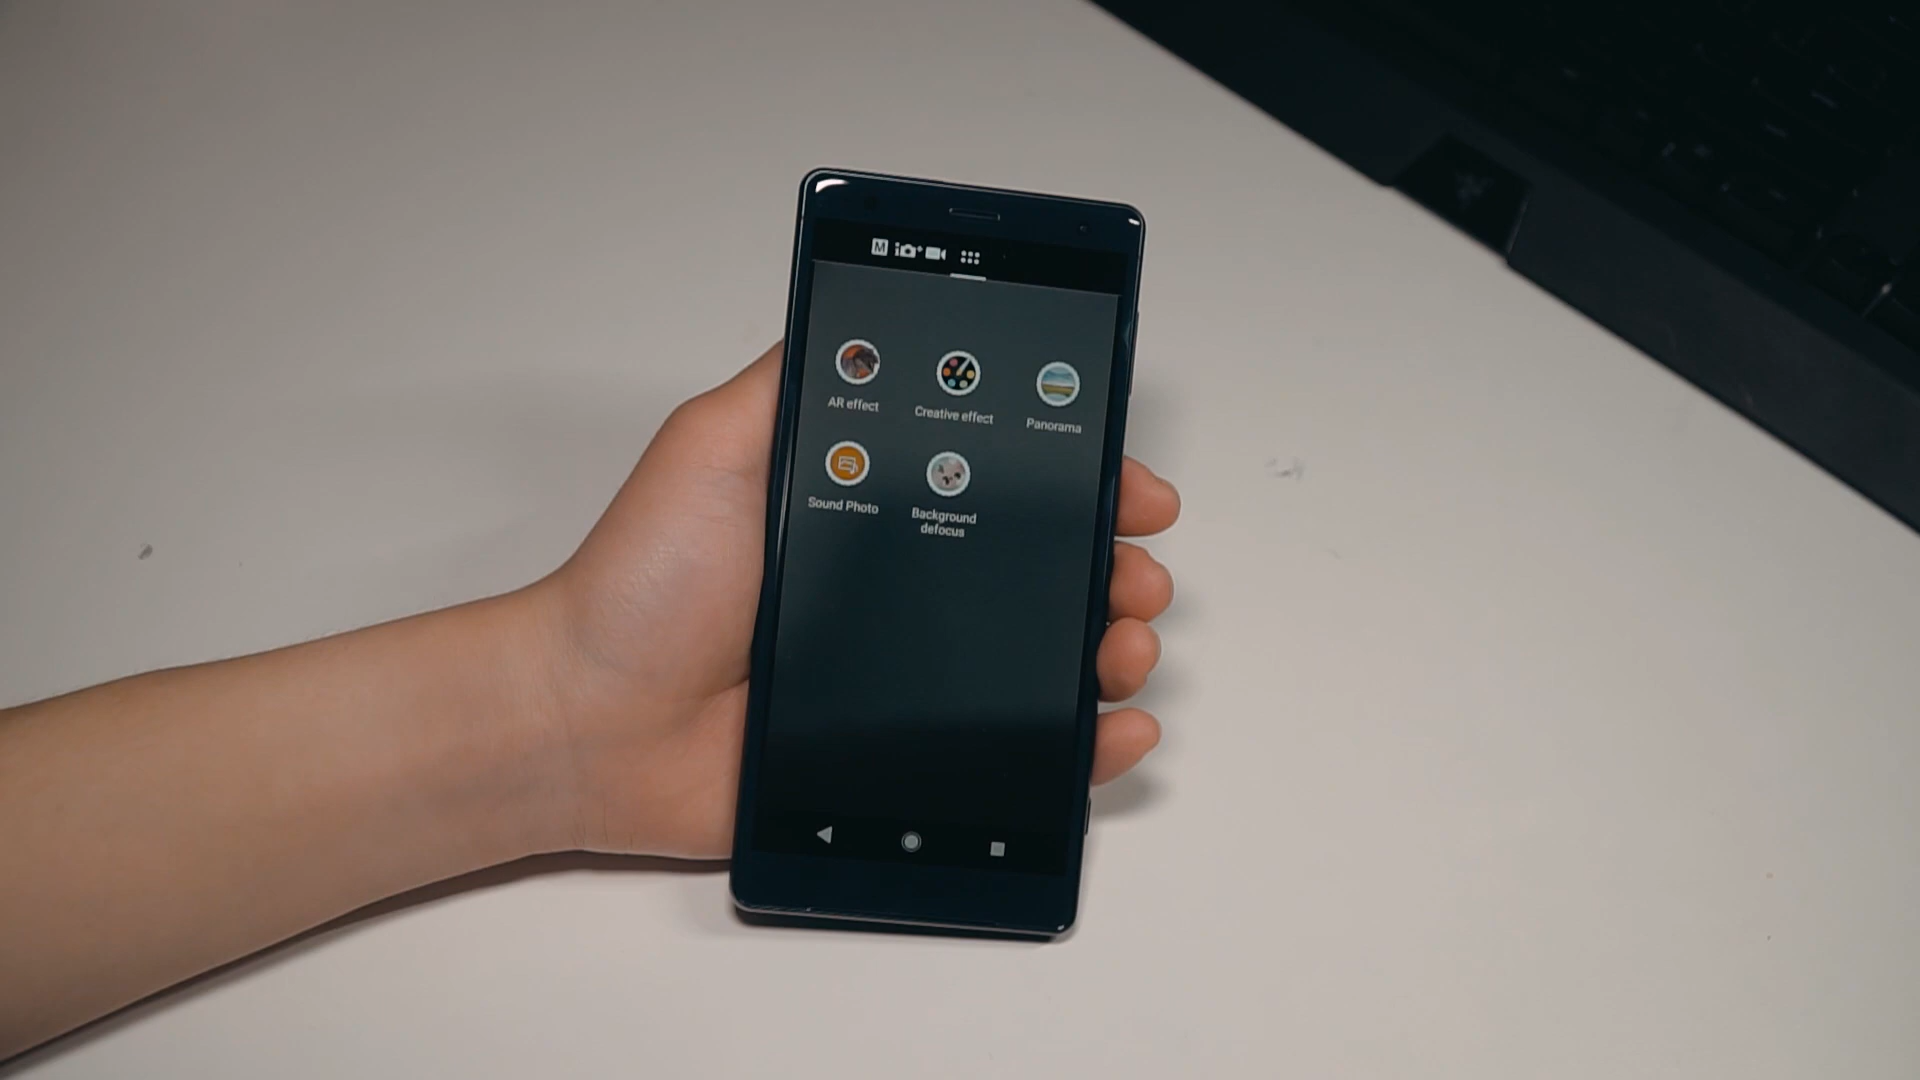 M
AR effect
Creative effect
Panorama
Sound Photo
Background
defocus